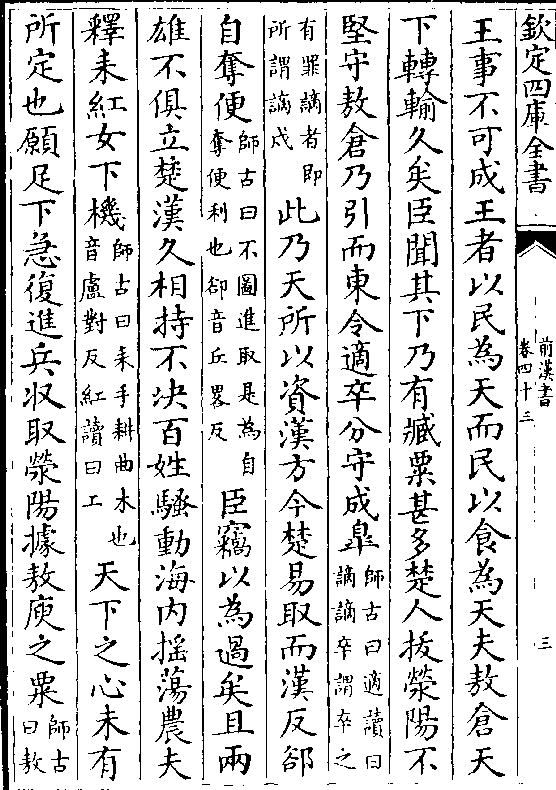 欽定四庫全書
前漢書
卷四十三
三
王事不可成王者以民為天而民以食為天夫敖倉天
下轉輸久矣臣聞其下乃有臧粟甚多楚人拔滎陽不
堅守敖倉乃引而東令適卒分守成臯師古曰適讀曰讁讁卒謂卒之
有罪讁者即所謂讁戍此乃天所以資漢方今楚易取而漢反郤
自奪便師古曰不圖進取是為自奪便利也郤音丘畧反臣竊以為過矣且兩
雄不俱立楚漢久相持不决百姓騷動海内揺蕩農夫
釋耒紅女下機師古曰耒手耕曲木也音盧對反紅讀曰工天下之心未有
所定也願足下急復進兵収取滎陽據敖庾之粟師古曰敖